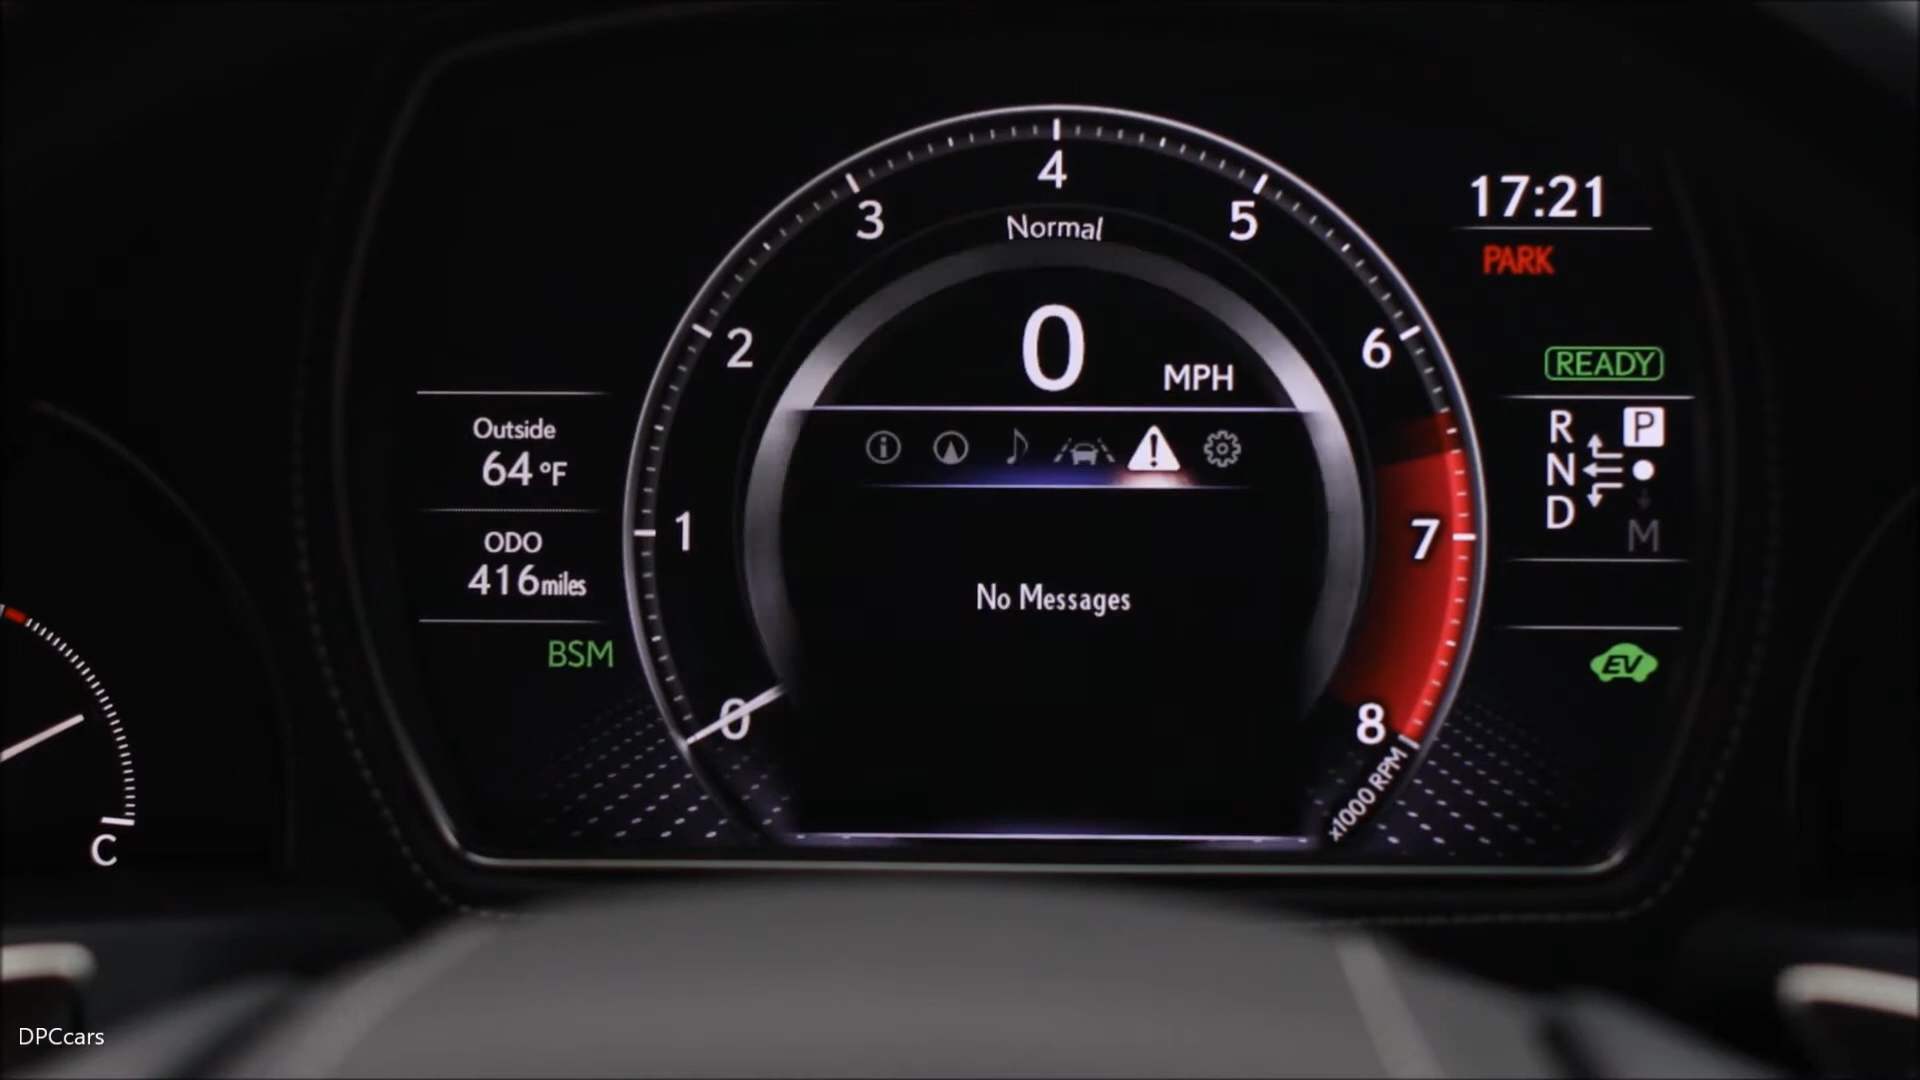 4
3
5
Normal
17:21
PARK
2
6
0
MPH
READY
Outside
64 °F
R P
N
D
M
1
7
ODO
416 miles
No Messages
BSM
EV
0
8
x1000 RPM
C
DPCcars